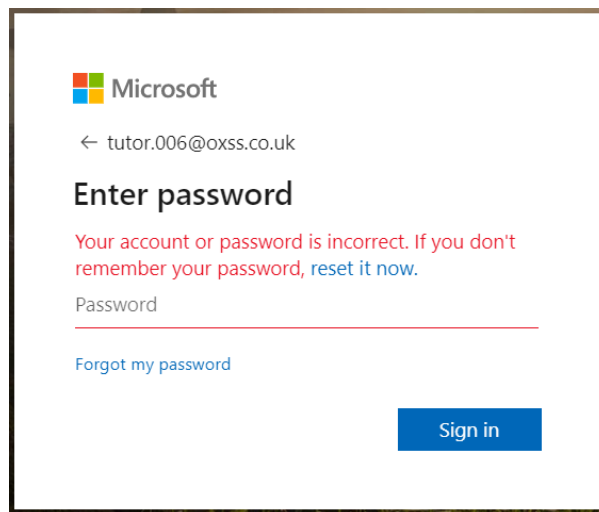 Microsoft
← tutor.006@oxss.co.uk
Enter password
Your account or password is incorrect. If you don't
remember your password, reset it now.
Password
Forgot my password
Sign in